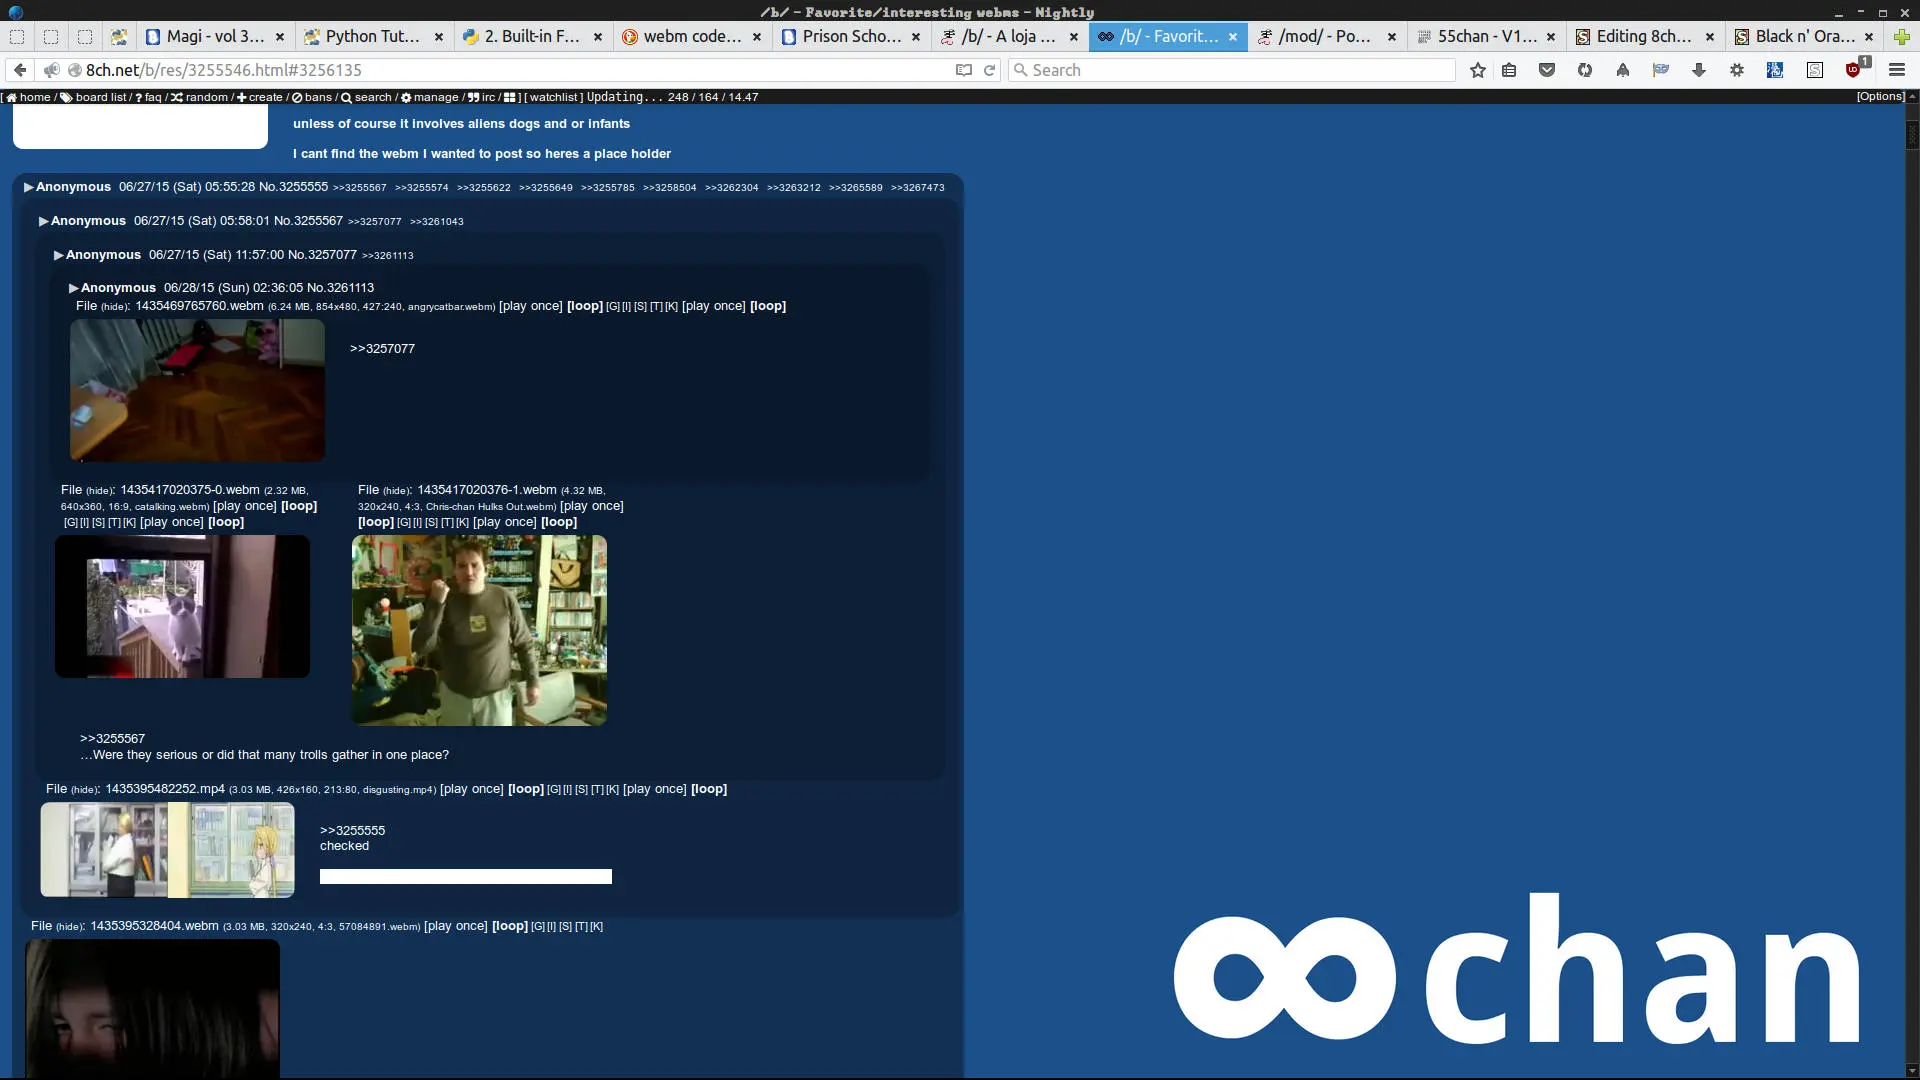 /b/ - Favorite/interesting webms - Nightly
Magi - vol 3...
Python Tut...
2. Built-in F...
webm code...
Prison Scho...
/b/ - A loja ...
/b/ - Favorit...
/mod/ - Po...
55chan - V1...
Editing 8ch...
Black n' Ora...
8ch.net/b/res/3255546.html#3256135
Search
1
[ home / board list / faq / random / create / bans / search / manage / irc / ] [ watchlist ] Updating... 248 / 164 / 14.47
[Options]
unless of course it involves aliens dogs and or infants
I cant find the webm I wanted to post so heres a place holder
Anonymous 06/27/15 (Sat) 05:55:28 No.3255555 >>3255567 >>3255574 >>3255622 >>3255649 >>3255785 >>3258504 >>3262304 >>3263212 >>3265589 >>3267473
Anonymous 06/27/15 (Sat) 05:58:01 No.3255567 >>3257077 >>3261043
Anonymous 06/27/15 (Sat) 11:57:00 No.3257077 >>3261113
Anonymous 06/28/15 (Sun) 02:36:05 No.3261113
File (hide): 1435469765760.webm (6.24 MB, 854x480, 427:240, angrycatbar.webm) [play once] [loop] [G] [I] [S] [T] [K] [play once] [loop]
>>3257077
File (hide): 1435417020375-0.webm (2.32 MB,
640x360, 16:9, catalking.webm) [play once] [loop]
[G] [I] [S] [T] [K] [play once] [loop]
File (hide): 1435417020376-1.webm (4.32 MB,
320x240, 4:3, Chris-chan Hulks Out.webm) [play once]
[loop] [G] [I] [S] [T] [K] [play once] [loop]
>>3255567
...Were they serious or did that many trolls gather in one place?
File (hide): 1435395482252.mp4 (3.03 MB, 426x160, 213:80, disgusting.mp4) [play once] [loop] [G] [I] [S] [T] [K] [play once] [loop]
>>3255555
checked
File (hide): 1435395328404.webm (3.03 MB, 320x240, 4:3, 57084891.webm) [play once] [loop] [G] [I] [S] [T] [K]
∞chan